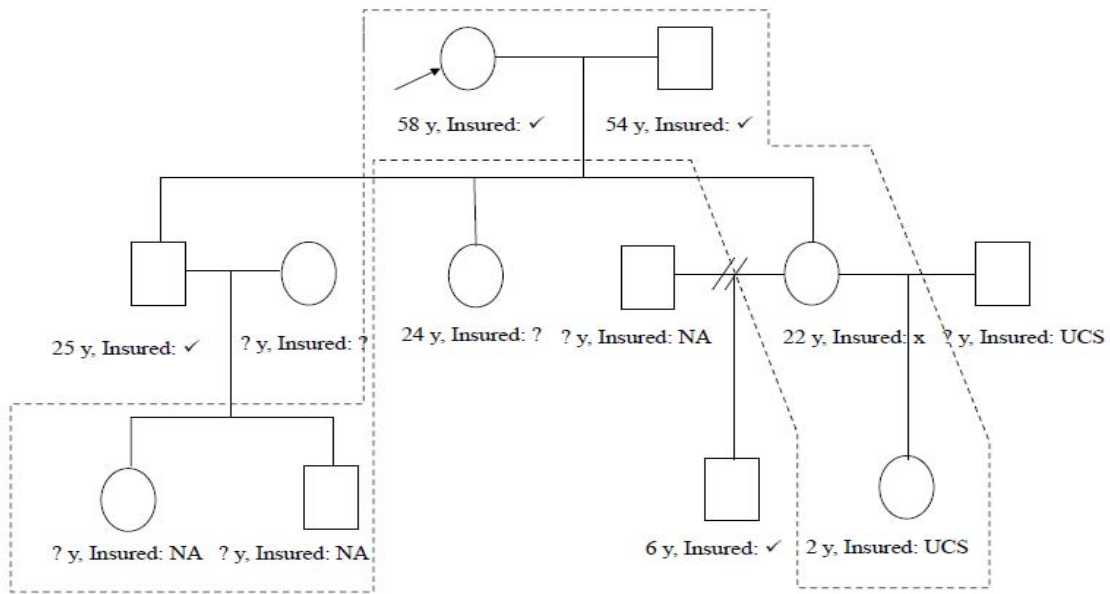 58 y, Insured: ✓
54 y, Insured: ✓
25 y, Insured: ✓
? y, Insured: ?
24 y, Insured: ?
? y, Insured: NA
22 y, Insured: x
? y, Insured: UCS
? y, Insured: NA
? y, Insured: NA
6 y, Insured: ✓
2 y, Insured: UCS